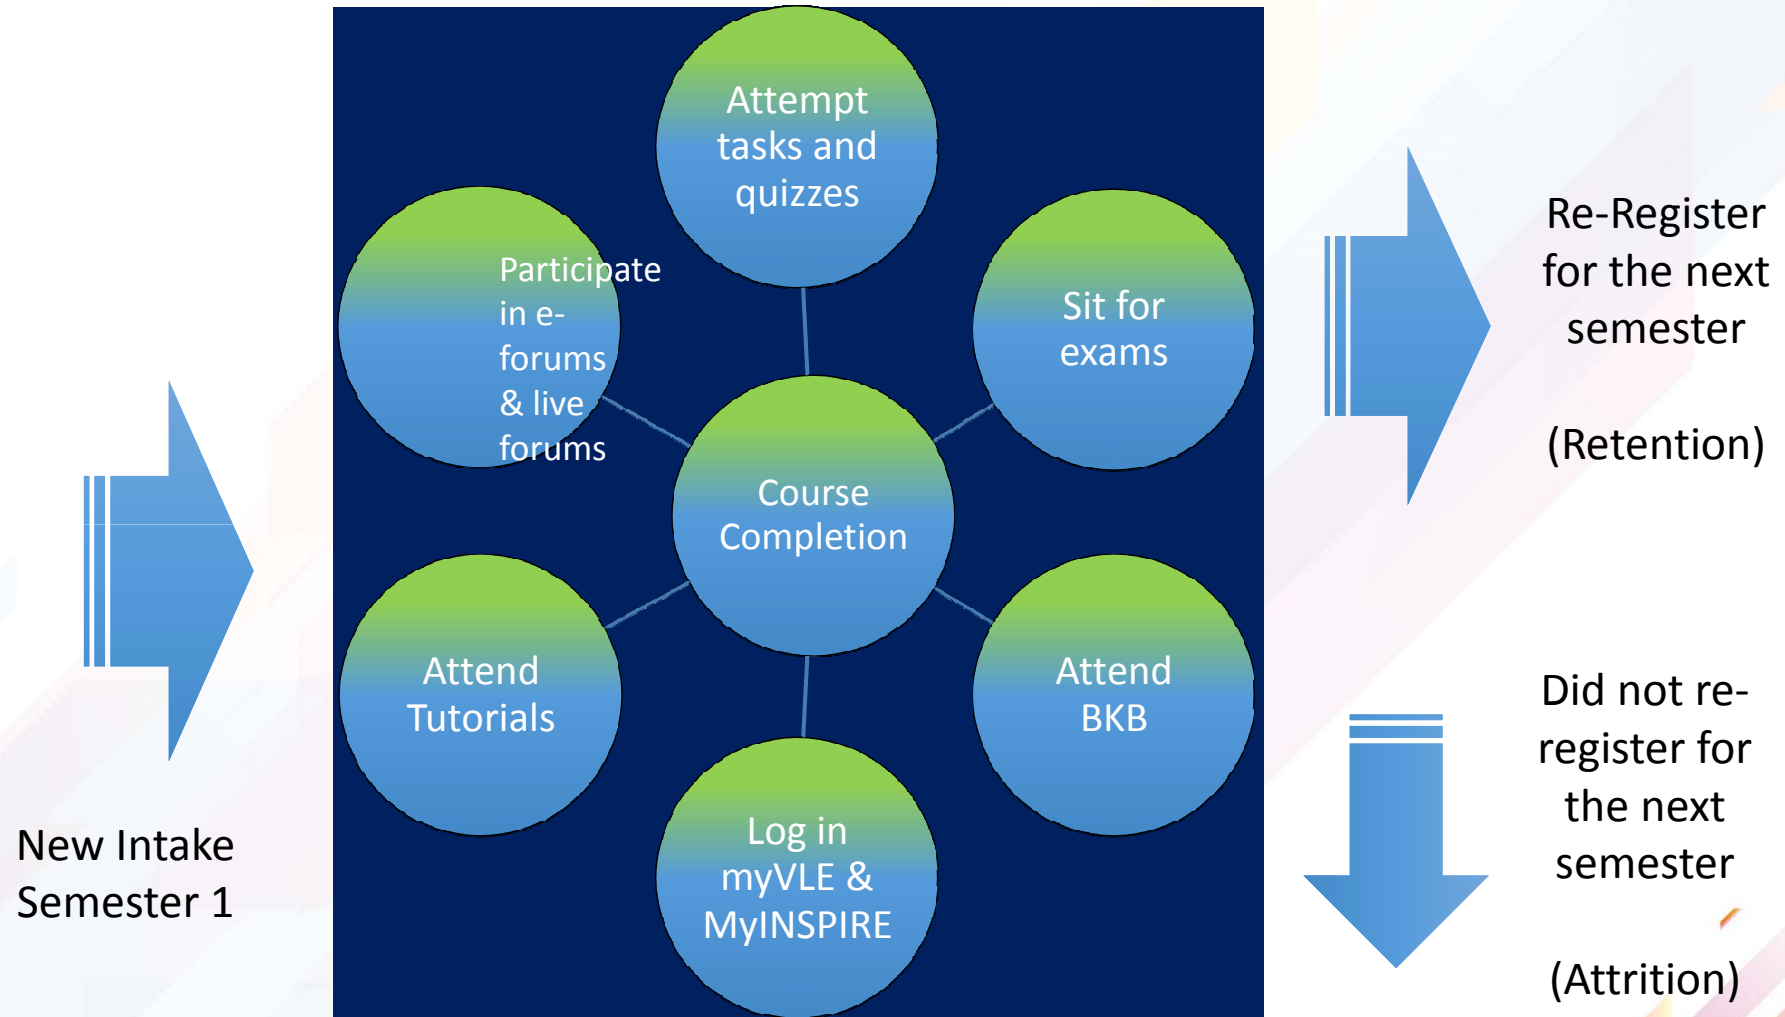 New Intake
Semester 1
Attempt
tasks and
quizzes
Participate
in e-
forums
& live
forums
Sit for
exams
Course
Completion
Attend
Tutorials
Attend
BKB
Log in
myVLE &
MyINSPIRE
Re-Register
for the next
semester
(Retention)
Did not re-
register for
the next
semester
(Attrition)